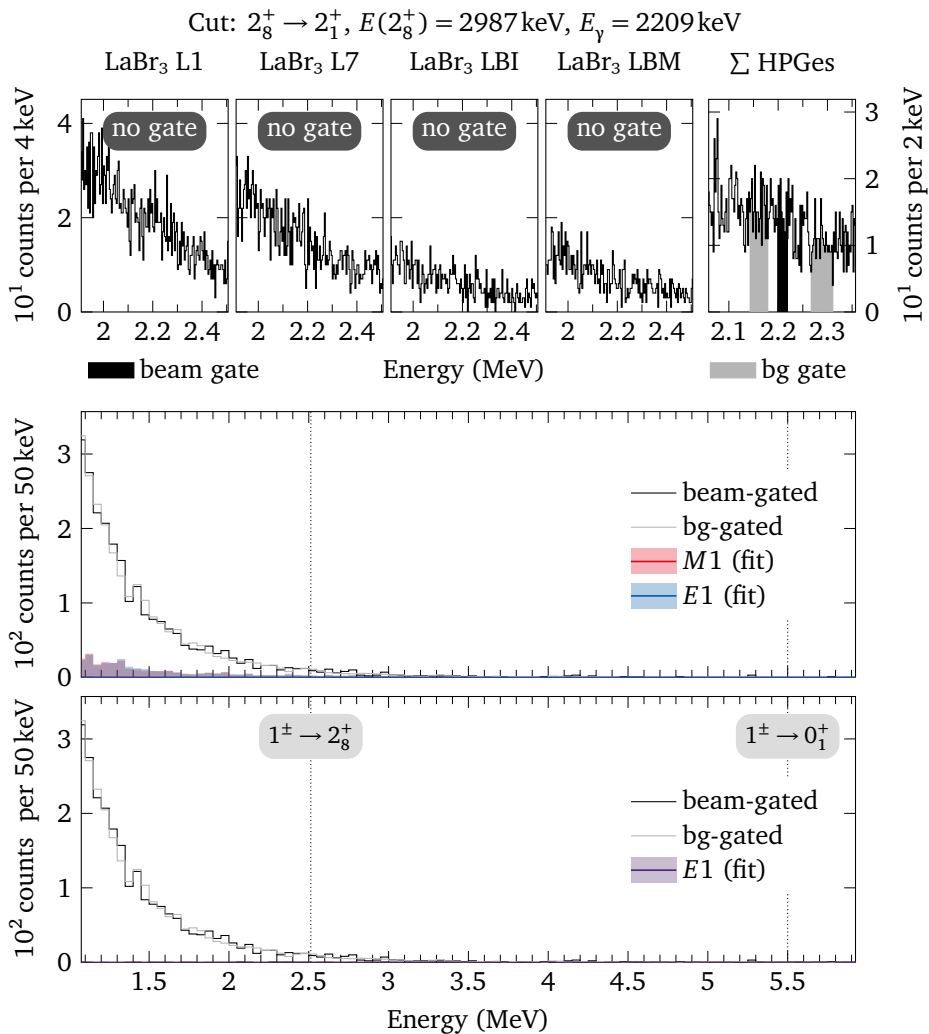 Cut: 2₈⁺ → 2₁⁺, E(2₈⁺) = 2987 keV, Eᵧ = 2209 keV
LaBr₃ L1 LaBr₃ L7 LaBr₃ LBI LaBr₃ LBM ∑ HPGes
10¹ counts per 4 keV
no gate no gate no gate no gate
4
2
0
3
2
1
0
10¹ counts per 2 keV
2 2.2 2.4 2 2.2 2.4 2 2.2 2.4 2 2.2 2.4 2.1 2.2 2.3
beam gate Energy (MeV) bg gate
10² counts per 50 keV
3
2
1
0
beam-gated
bg-gated
M1 (fit)
E1 (fit)
10² counts per 50 keV
3
2
1
0
1± → 2₈⁺ 1± → 0₁⁺
beam-gated
bg-gated
E1 (fit)
1.5 2 2.5 3 3.5 4 4.5 5 5.5
Energy (MeV)